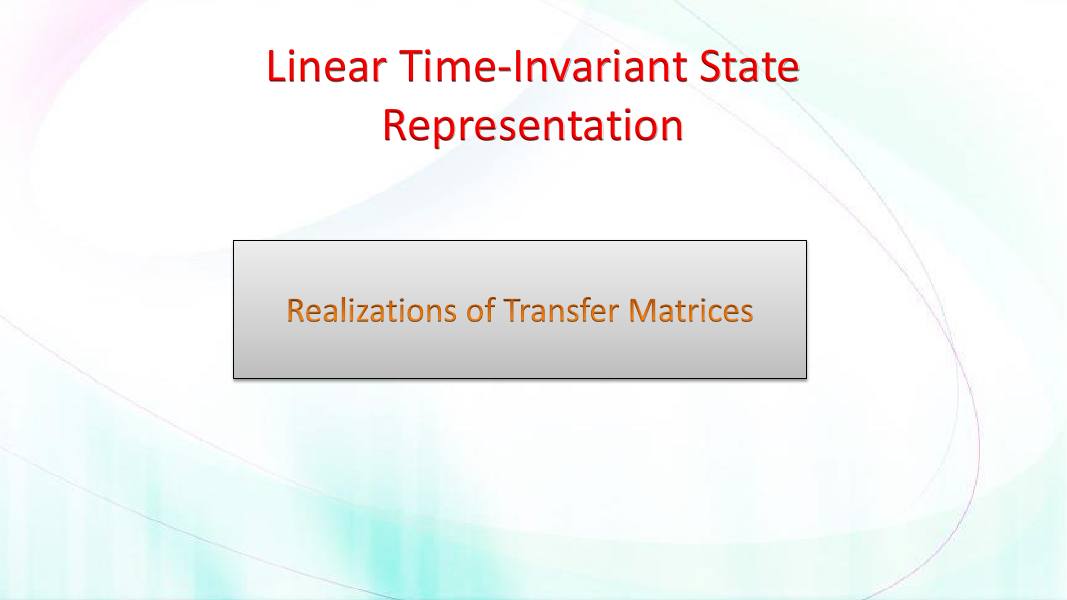 Linear Time-Invariant State
Representation
Realizations of Transfer Matrices